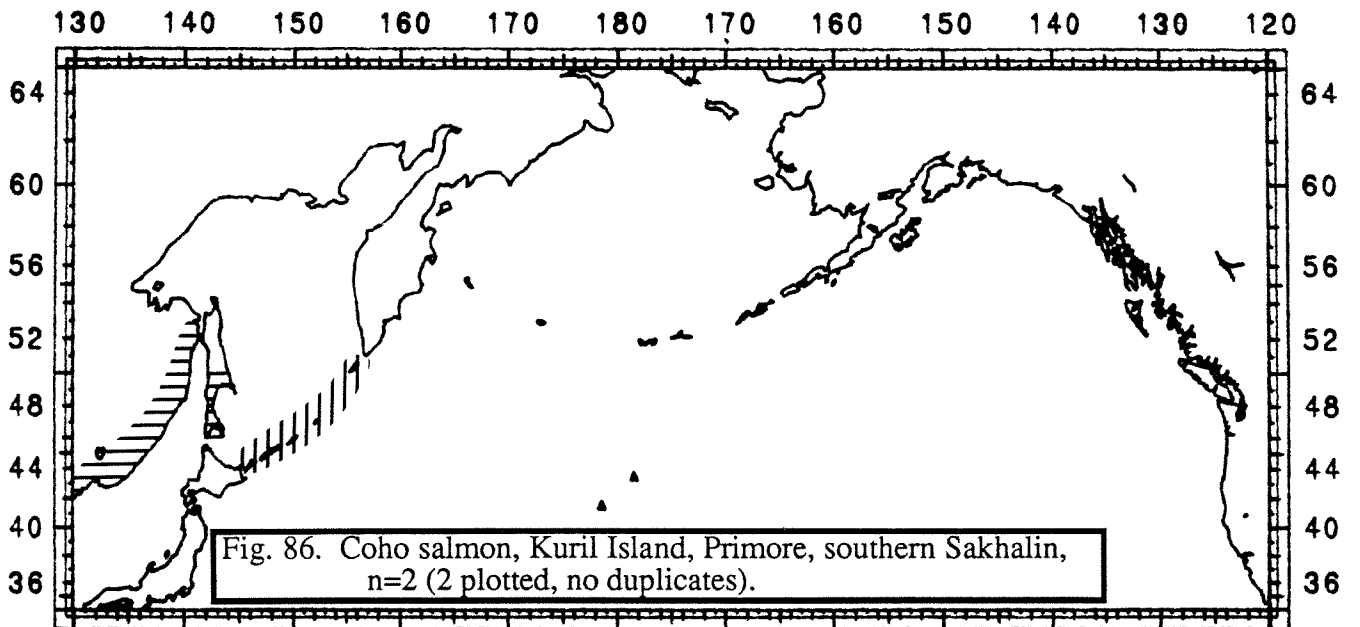 130 140 150 160 170 180 170 160 150 140 130 120
64 64
60 60
56 56
52 52
48 48
44 44
40 40
36 36
Fig. 86. Coho salmon, Kuril Island, Primore, southern Sakhalin,
n=2 (2 plotted, no duplicates).